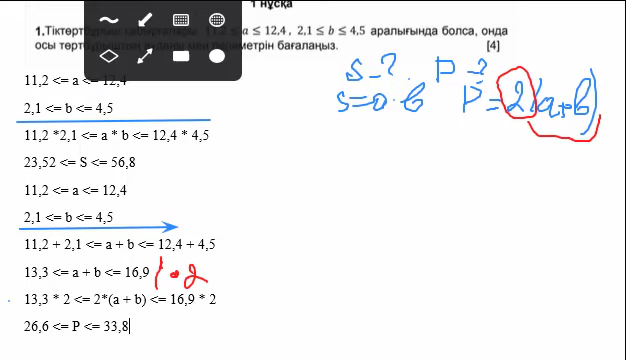 1 нұсқа
1.Тіктөртбұрыш 11,2 ≤ a ≤ 12,4 , 2,1 ≤ b ≤ 4,5 аралығында болса, онда
осы төртбұрыштың ауданы мен периметрін бағалаңыз. [4]
S - ? P - ?
S = a · b P = 2(a+b)
11,2 <= a <= 12,4
2,1 <= b <= 4,5
11,2 *2,1 <= a * b <= 12,4 * 4,5
23,52 <= S <= 56,8
11,2 <= a <= 12,4
2,1 <= b <= 4,5
11,2 + 2,1 <= a + b <= 12,4 + 4,5
13,3 <= a + b <= 16,9 / · 2
13,3 * 2 <= 2*(a + b) <= 16,9 * 2
26,6 <= P <= 33,8